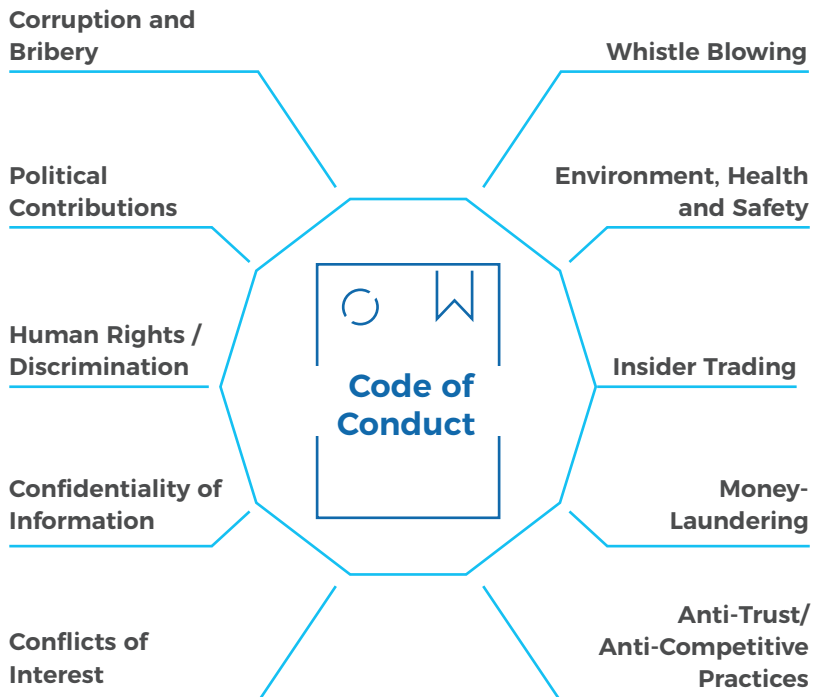 Corruption and
Bribery
Whistle Blowing
Political
Contributions
Environment, Health
and Safety
Human Rights /
Discrimination
Code of
Conduct
Insider Trading
Confidentiality of
Information
Money-
Laundering
Conflicts of
Interest
Anti-Trust/
Anti-Competitive
Practices